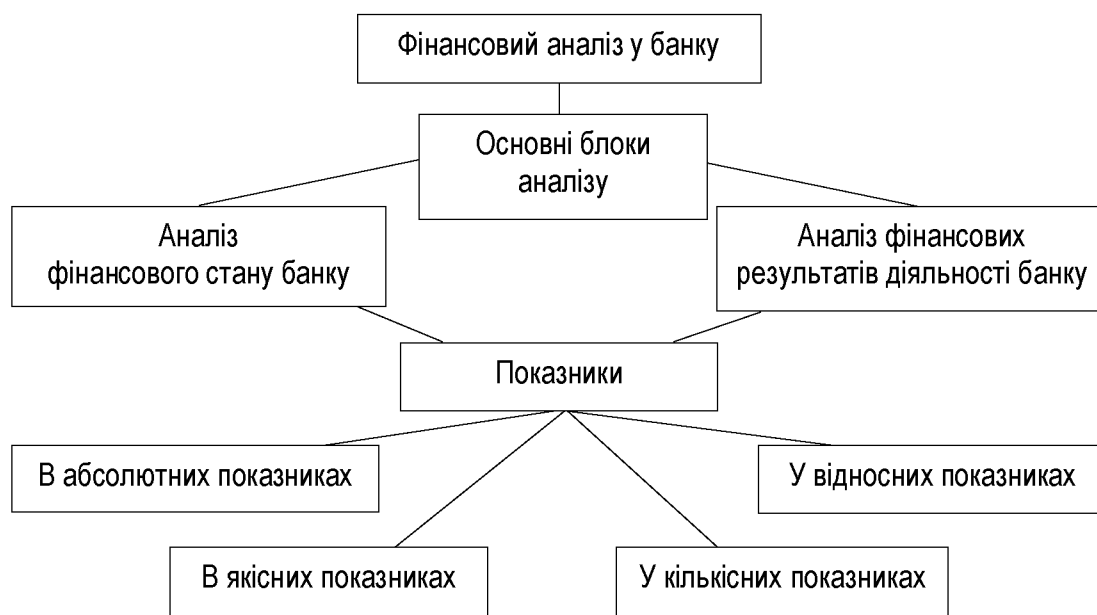 Фінансовий аналіз у банку
Основні блоки
аналізу
Аналіз
фінансового стану банку
Аналіз фінансових
результатів діяльності банку
Показники
В абсолютних показниках
У відносних показниках
В якісних показниках
У кількісних показниках